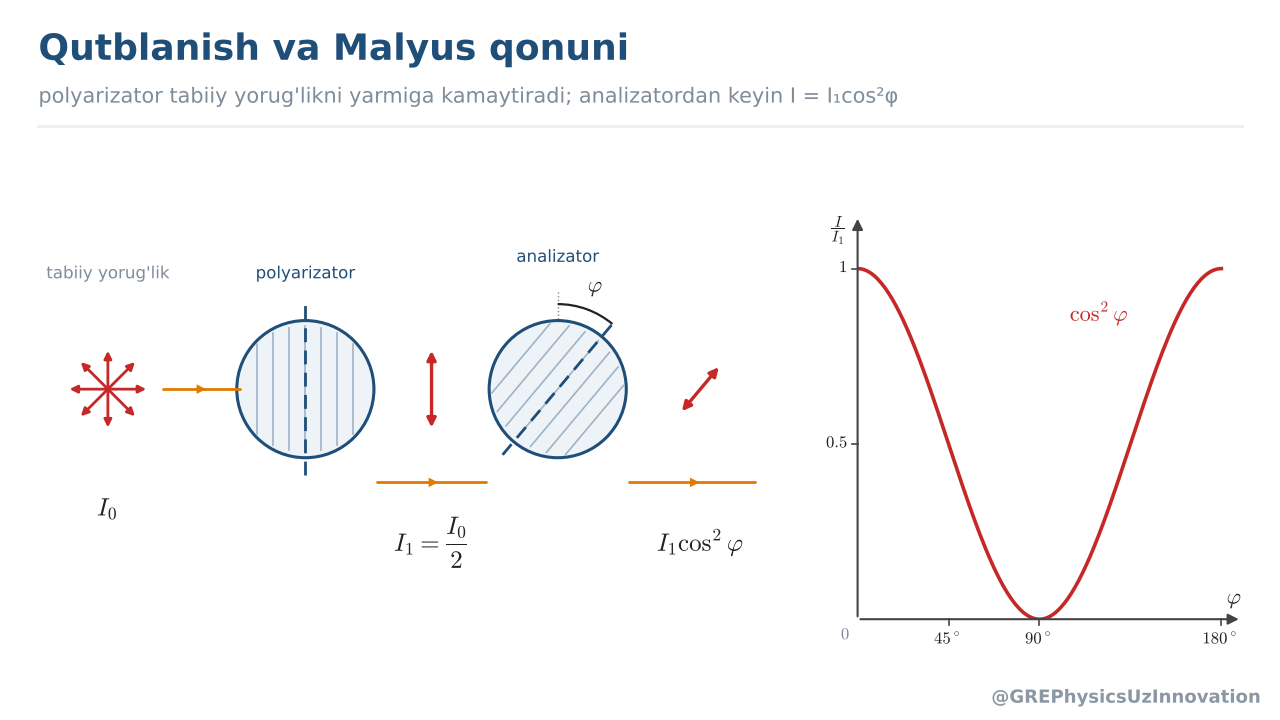 Qutblanish va Malyus qonuni
polyarizator tabiiy yorug'likni yarmiga kamaytiradi; analizatordan keyin I = I₁cos²φ
tabiiy yorug'lik
polyarizator
analizator
φ
I₀
I₁ = I₀/2
I₁cos² φ
I/I₁
1
0.5
0
cos² φ
φ
45°
90°
180°
@GREPhysicsUzInnovation